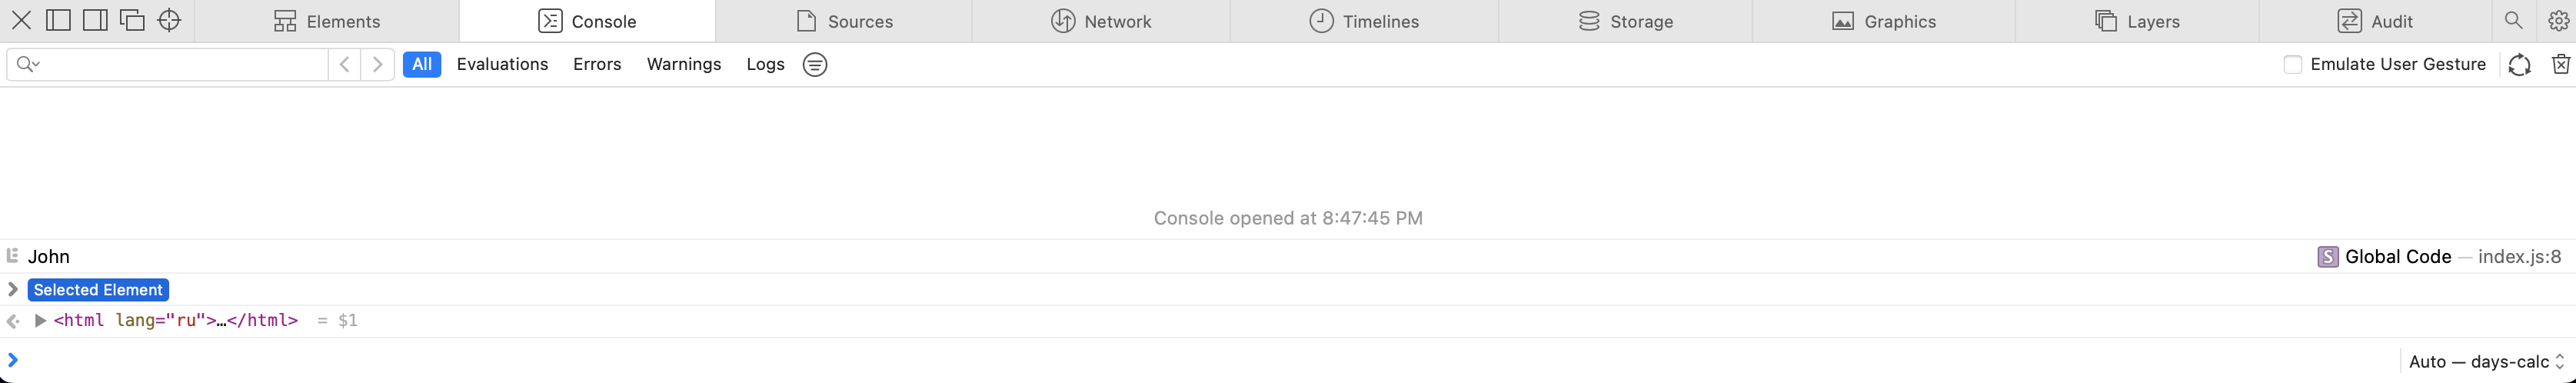 Elements Console Sources Network Timelines Storage Graphics Layers Audit
All Evaluations Errors Warnings Logs Emulate User Gesture
Console opened at 8:47:45 PM
John S Global Code — index.js:8
Selected Element
<html lang="ru">…</html> = $1
Auto — days-calc